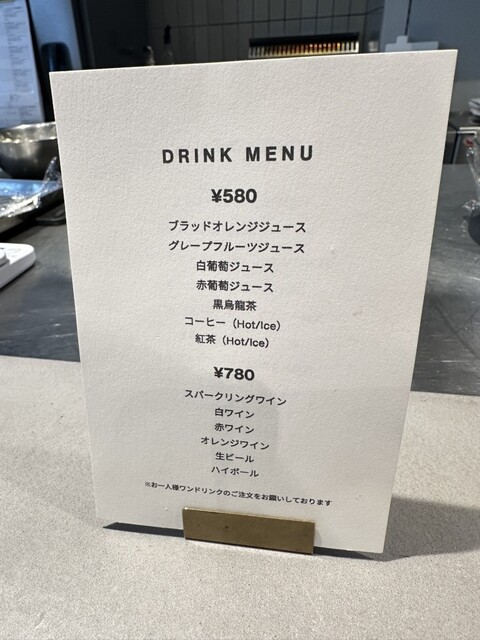 DRINK MENU
¥580
ブラッドオレンジジュース
グレープフルーツジュース
白葡萄ジュース
赤葡萄ジュース
黒烏龍茶
コーヒー（Hot/Ice）
紅茶（Hot/Ice）
¥780
スパークリングワイン
白ワイン
赤ワイン
オレンジワイン
生ビール
ハイボール
※お一人様ワンドリンクのご注文をお願いしております